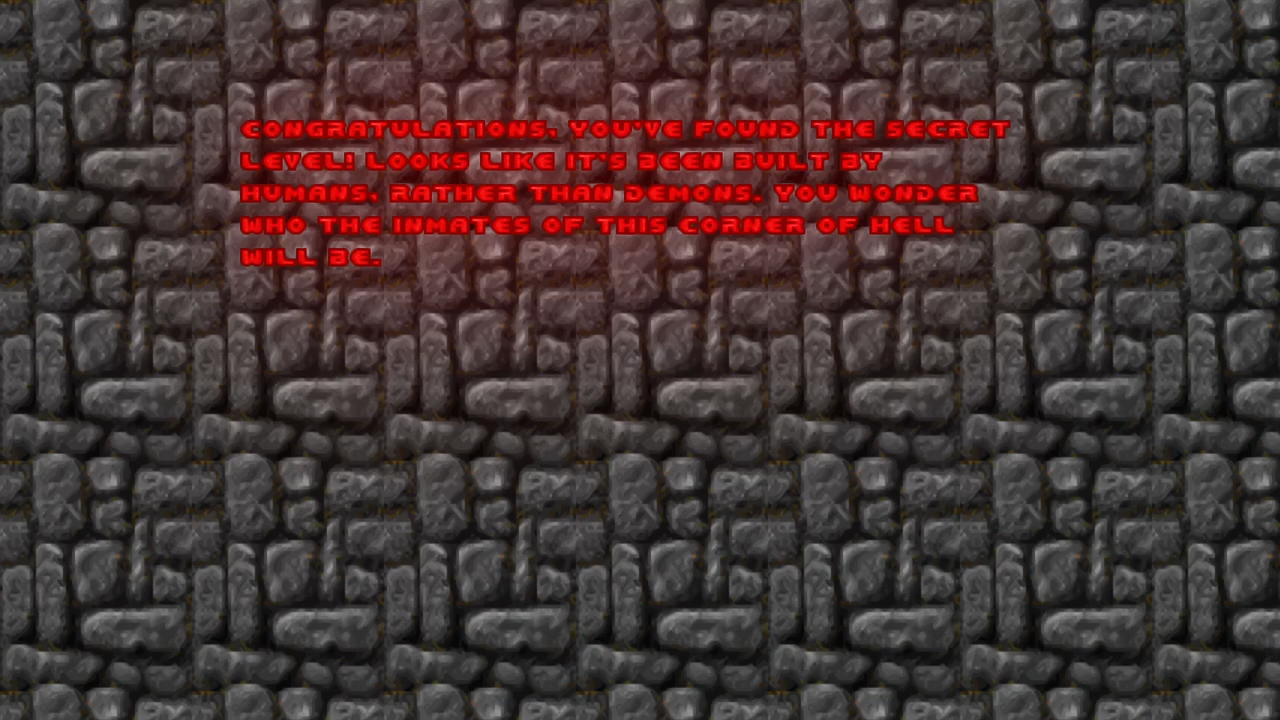 CONGRATULATIONS, YOU'VE FOUND THE SECRET
LEVEL! LOOKS LIKE IT'S BEEN BUILT BY
HUMANS, RATHER THAN DEMONS. YOU WONDER
WHO THE INMATES OF THIS CORNER OF HELL
WILL BE.